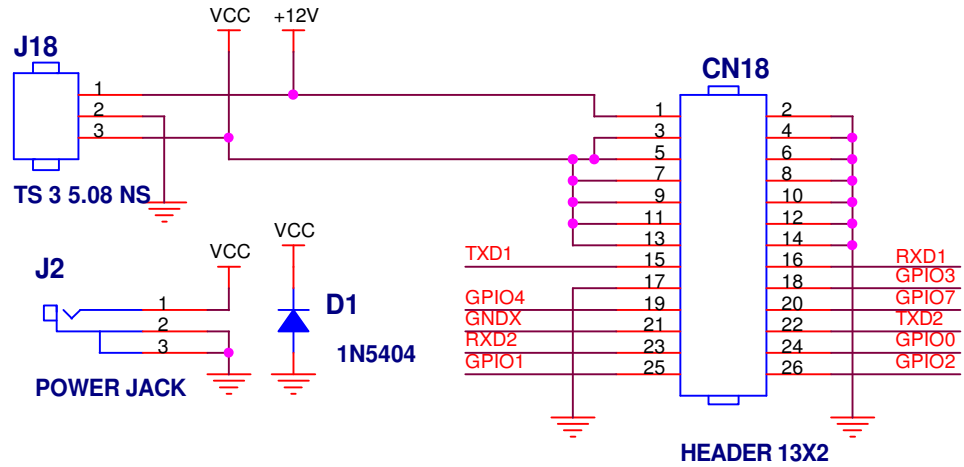 VCC +12V
J18
1
2
3
TS 3 5.08 NS
CN18
1 2
3 4
5 6
7 8
9 10
11 12
13 14
TXD1 15 16 RXD1
17 18 GPIO3
GPIO4 19 20 GPIO7
GNDX 21 22 TXD2
RXD2 23 24 GPIO0
GPIO1 25 26 GPIO2
HEADER 13X2
VCC
J2
1
2
3
POWER JACK
VCC
D1
1N5404